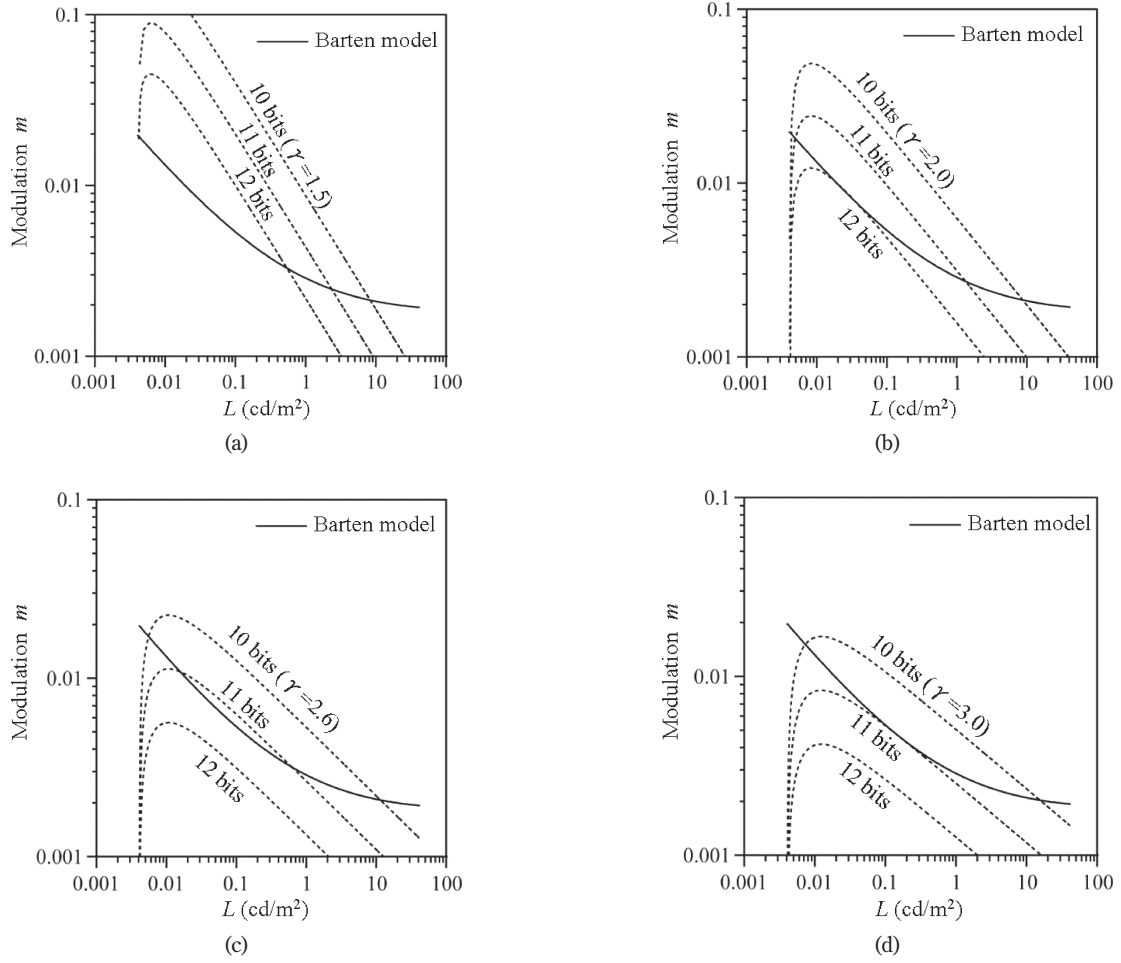 0.1
Barten model
10 bits (γ=1.5)
11 bits
12 bits
Modulation m
0.01
0.001
0.001 0.01 0.1 1 10 100
L (cd/m²)
(a)
0.1
Barten model
10 bits (γ=2.0)
11 bits
12 bits
Modulation m
0.01
0.001
0.001 0.01 0.1 1 10 100
L (cd/m²)
(b)
0.1
Barten model
10 bits (γ=2.6)
11 bits
12 bits
Modulation m
0.01
0.001
0.001 0.01 0.1 1 10 100
L (cd/m²)
(c)
0.1
Barten model
10 bits (γ=3.0)
11 bits
12 bits
Modulation m
0.01
0.001
0.001 0.01 0.1 1 10 100
L (cd/m²)
(d)